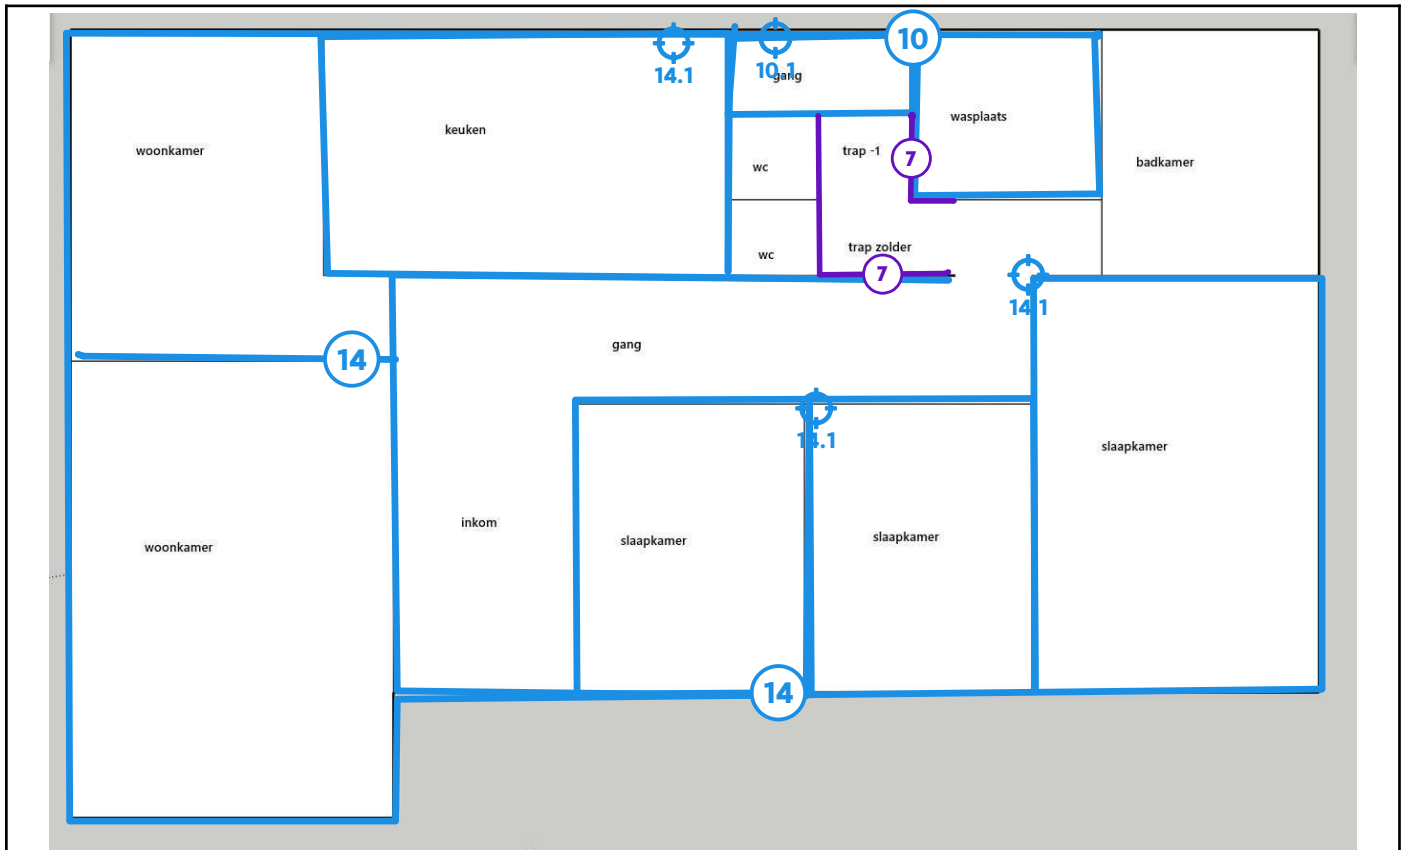 10
14.1
10.1
gang
wasplaats
keuken
woonkamer
trap -1
7
badkamer
wc
trap zolder
wc
7
14.1
gang
14
14.1
slaapkamer
inkom
slaapkamer
slaapkamer
woonkamer
14